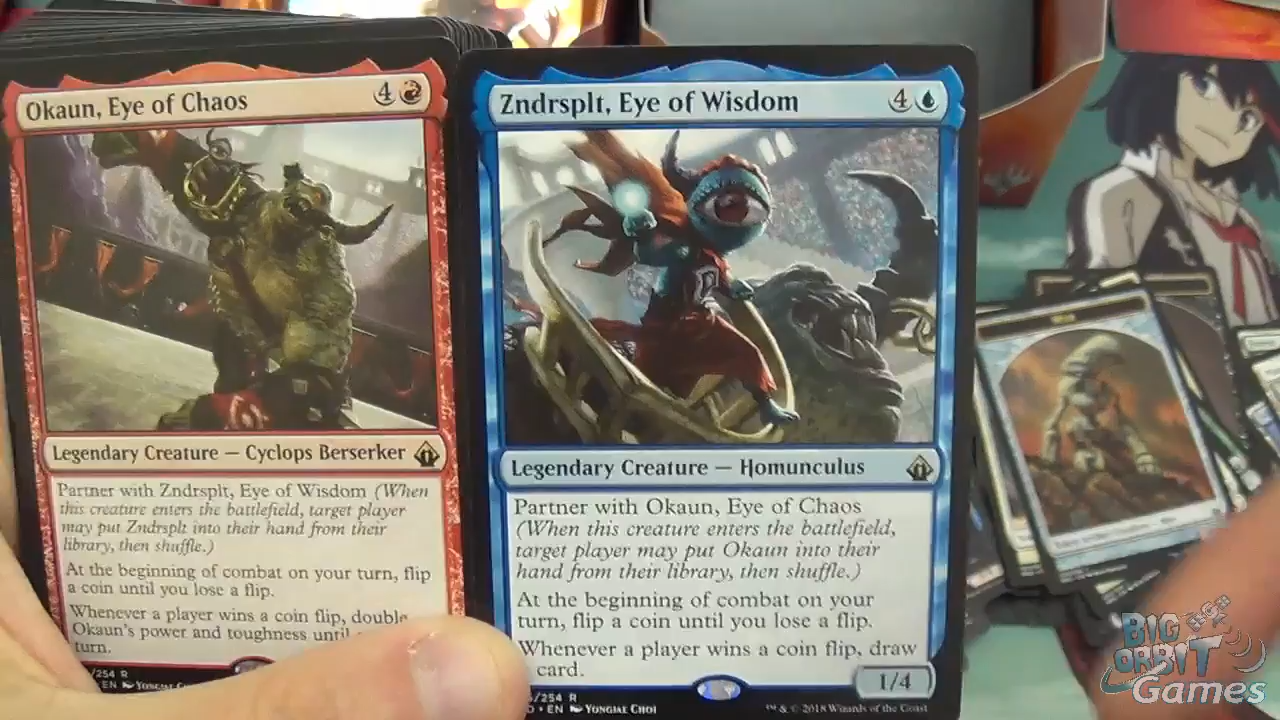 Okaun, Eye of Chaos 4
Legendary Creature — Cyclops Berserker
Partner with Zndrsplt, Eye of Wisdom (When
this creature enters the battlefield, target player
may put Zndrsplt into their hand from their
library, then shuffle.)
At the beginning of combat on your turn, flip
a coin until you lose a flip.
Whenever a player wins a coin flip, double
Okaun's power and toughness until
turn.
/254 R
EN Yongjae
Zndrsplt, Eye of Wisdom 4
Legendary Creature — Homunculus
Partner with Okaun, Eye of Chaos
(When this creature enters the battlefield,
target player may put Okaun into their
hand from their library, then shuffle.)
At the beginning of combat on your
turn, flip a coin until you lose a flip.
Whenever a player wins a coin flip, draw
card.
1/4
/254 R
• EN Yongjae Choi
™ & © 2018 Wizards of the Coast
BIG
ORBIT
Games